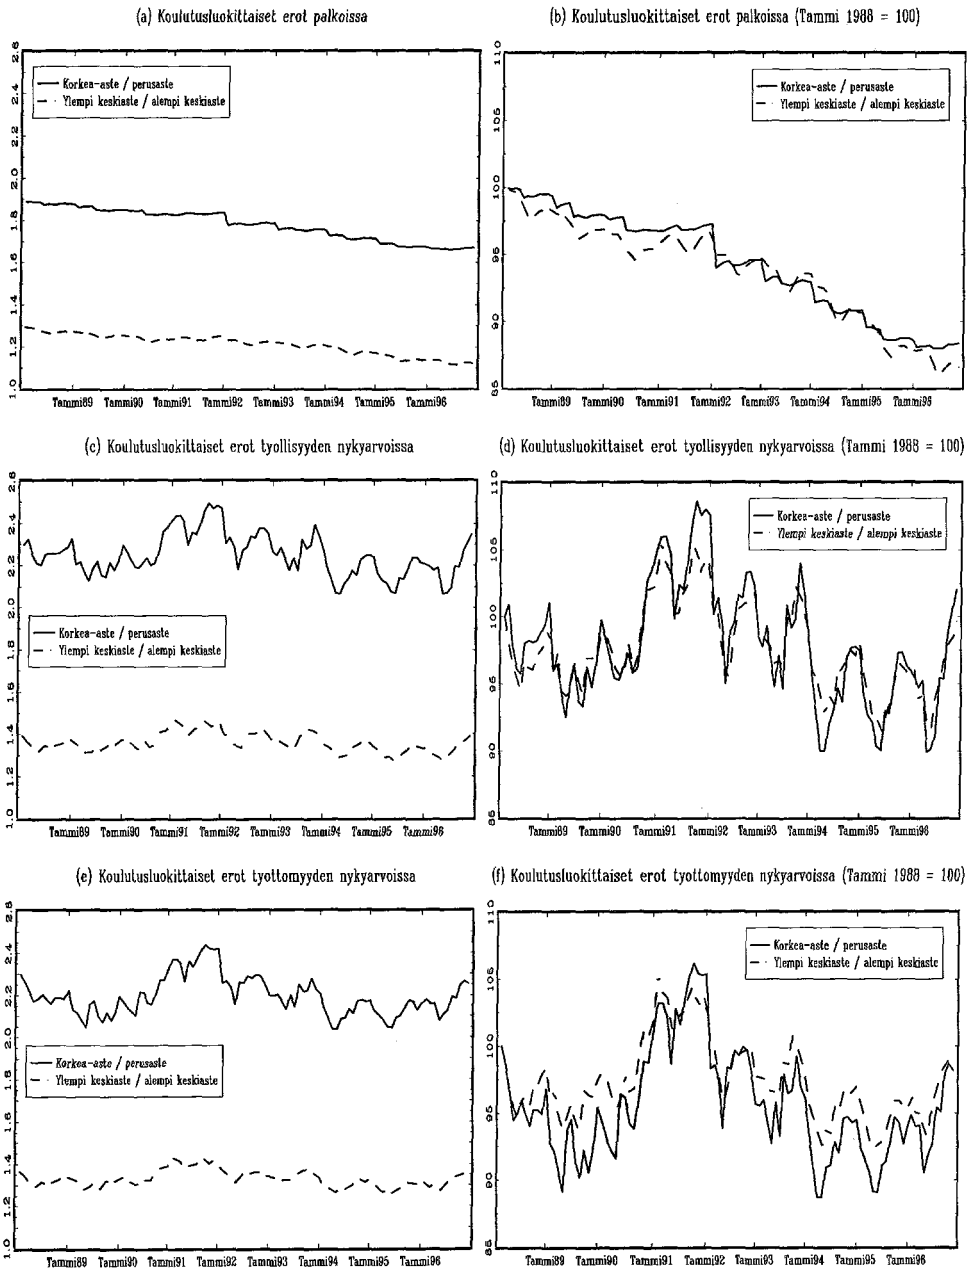 (a) Koulutusluokittaiset erot palkoissa
2.6
2.4
2.2
2.0
1.8
1.6
1.4
1.2
1.0
Korkea-aste / perusaste
Ylempi keskiaste / alempi keskiaste
Tammi89 Tammi90 Tammi91 Tammi92 Tammi93 Tammi94 Tammi95 Tammi96
(b) Koulutusluokittaiset erot palkoissa (Tammi 1988 = 100)
110
105
100
95
90
85
Korkea-aste / perusaste
Ylempi keskiaste / alempi keskiaste
Tammi89 Tammi90 Tammi91 Tammi92 Tammi93 Tammi94 Tammi95 Tammi96
(c) Koulutusluokittaiset erot tyollisyyden nykyarvoissa
2.6
2.4
2.2
2.0
1.8
1.6
1.4
1.2
1.0
Korkea-aste / perusaste
Ylempi keskiaste / alempi keskiaste
Tammi89 Tammi90 Tammi91 Tammi92 Tammi93 Tammi94 Tammi95 Tammi96
(d) Koulutusluokittaiset erot tyollisyyden nykyarvoissa (Tammi 1988 = 100)
110
105
100
95
90
85
Korkea-aste / perusaste
Ylempi keskiaste / alempi keskiaste
Tammi89 Tammi90 Tammi91 Tammi92 Tammi93 Tammi94 Tammi95 Tammi96
(e) Koulutusluokittaiset erot tyottomyyden nykyarvoissa
2.6
2.4
2.2
2.0
1.8
1.6
1.4
1.2
1.0
Korkea-aste / perusaste
Ylempi keskiaste / alempi keskiaste
Tammi89 Tammi90 Tammi91 Tammi92 Tammi93 Tammi94 Tammi95 Tammi96
(f) Koulutusluokittaiset erot tyottomyyden nykyarvoissa (Tammi 1988 = 100)
110
105
100
95
90
85
Korkea-aste / perusaste
Ylempi keskiaste / alempi keskiaste
Tammi89 Tammi90 Tammi91 Tammi92 Tammi93 Tammi94 Tammi95 Tammi96